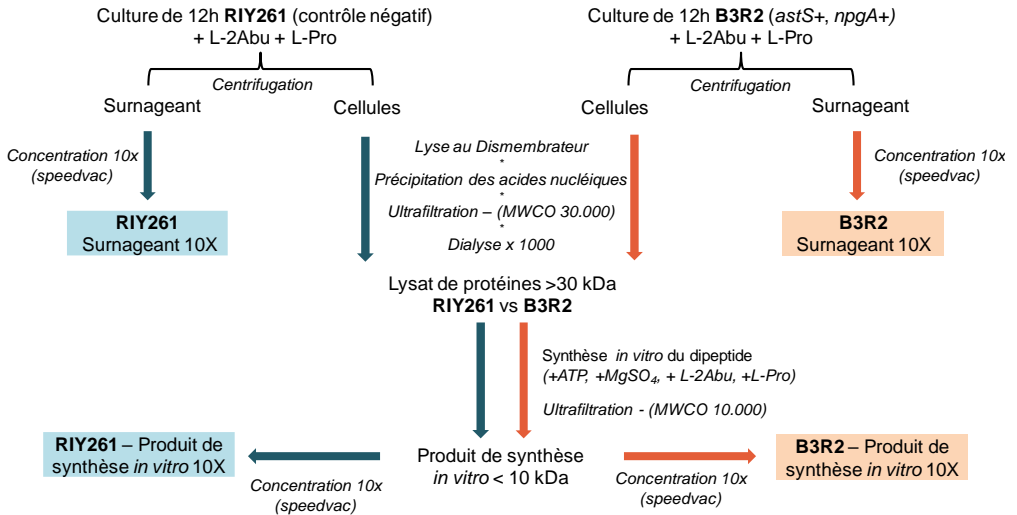 Culture de 12h RIY261 (contrôle négatif)
+ L-2Abu + L-Pro
Culture de 12h B3R2 (astS+, npgA+)
+ L-2Abu + L-Pro
Centrifugation
Centrifugation
Surnageant
Cellules
Cellules
Surnageant
Concentration 10x
(speedvac)
Lyse au Dismembrateur
*
Précipitation des acides nucléiques
*
Ultrafiltration – (MWCO 30.000)
*
Dialyse x 1000
Concentration 10x
(speedvac)
RIY261
Surnageant 10X
B3R2
Surnageant 10X
Lysat de protéines >30 kDa
RIY261 vs B3R2
Synthèse in vitro du dipeptide
(+ATP, +MgSO₄, + L-2Abu, +L-Pro)
Ultrafiltration - (MWCO 10.000)
RIY261 – Produit de
synthèse in vitro 10X
Produit de synthèse
in vitro < 10 kDa
B3R2 – Produit de
synthèse in vitro 10X
Concentration 10x
(speedvac)
Concentration 10x
(speedvac)